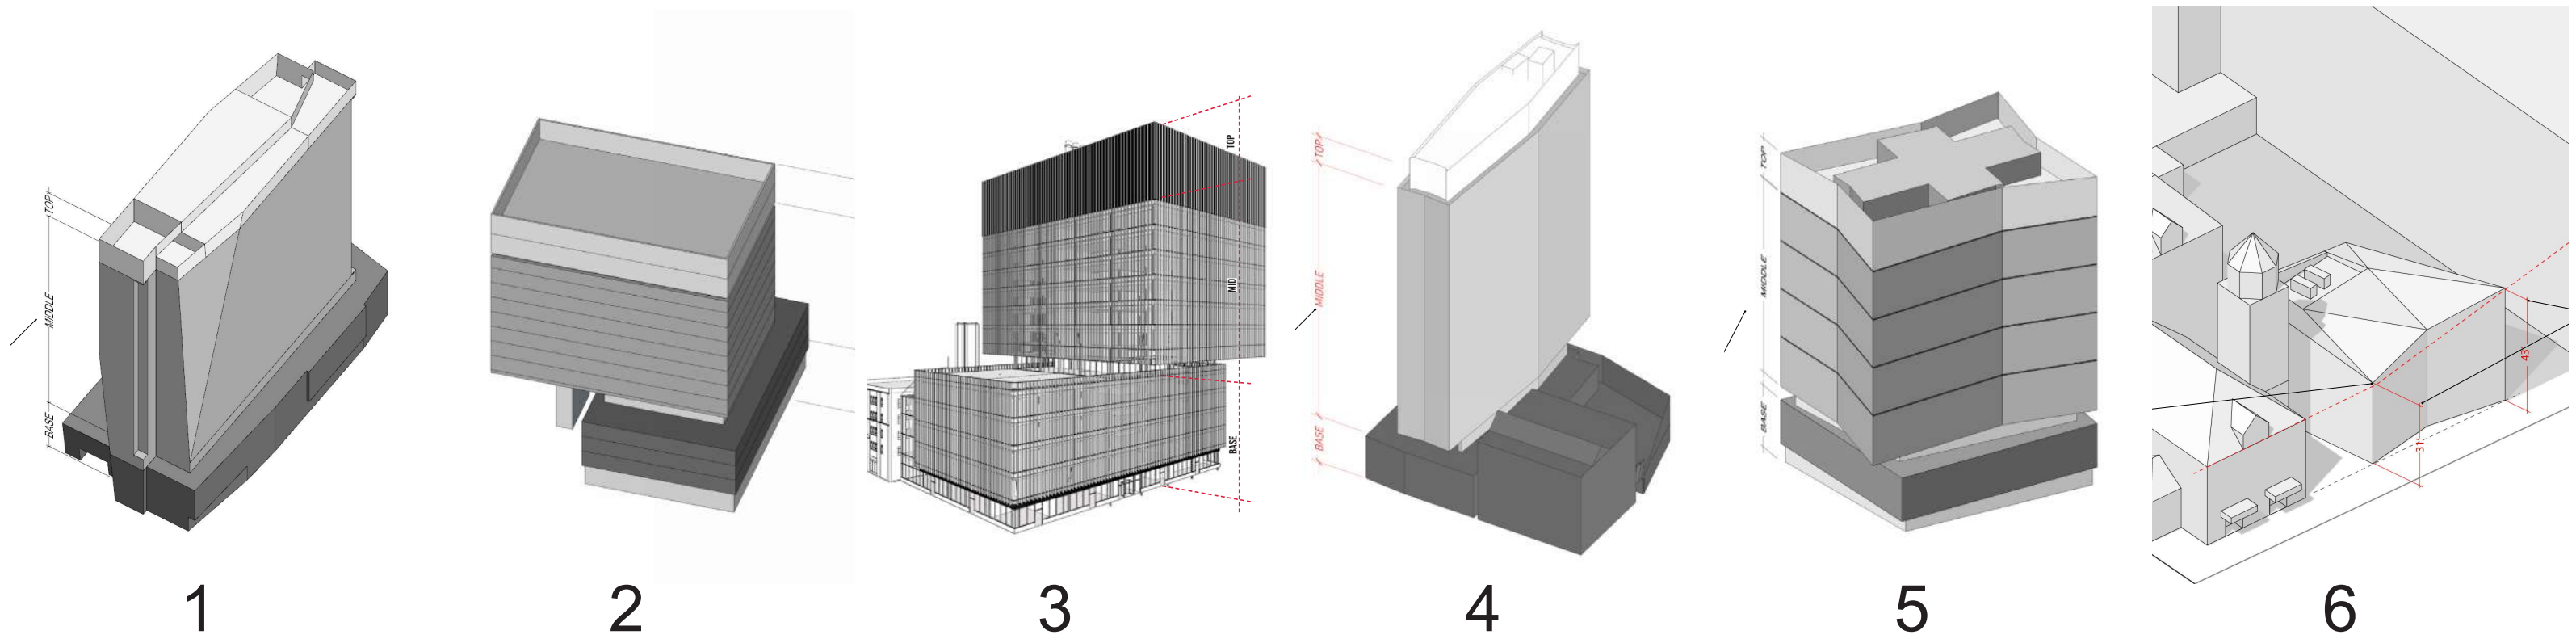 TOP
MIDDLE
BASE
1
2
TOP
MID
BASE
3
TOP
MIDDLE
BASE
4
TOP
MIDDLE
BASE
5
43'
31'
6